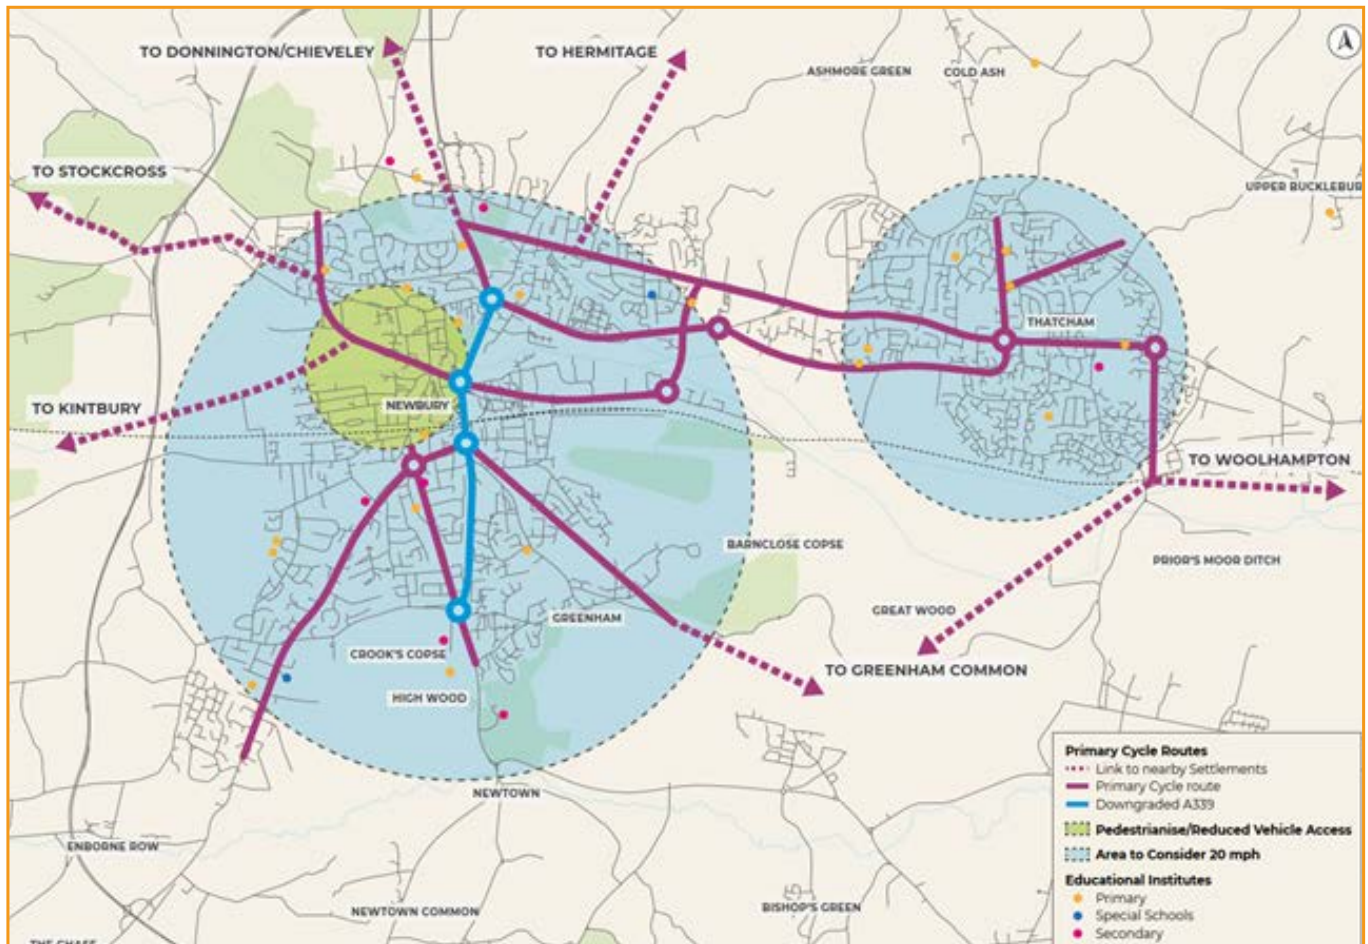 TO DONNINGTON/CHIEVELEY
TO HERMITAGE
A
ASHMORE GREEN
COLD ASH
TO STOCKCROSS
UPPER BUCKLEBUR
THATCHAM
TO KINTBURY
NEWBURY
TO WOOLHAMPTON
BARNCLOSE COPSE
PRIOR'S MOOR DITCH
GREAT WOOD
GREENHAM
CROOK'S COPSE
TO GREENHAM COMMON
HIGH WOOD
NEWTOWN
ENBORNE ROW
NEWTOWN COMMON
BISHOP'S GREEN
THE CHASE
Primary Cycle Routes
Link to nearby Settlements
Primary Cycle route
Downgraded A339
Pedestrianise/Reduced Vehicle Access
Area to Consider 20 mph
Educational Institutes
Primary
Special Schools
Secondary